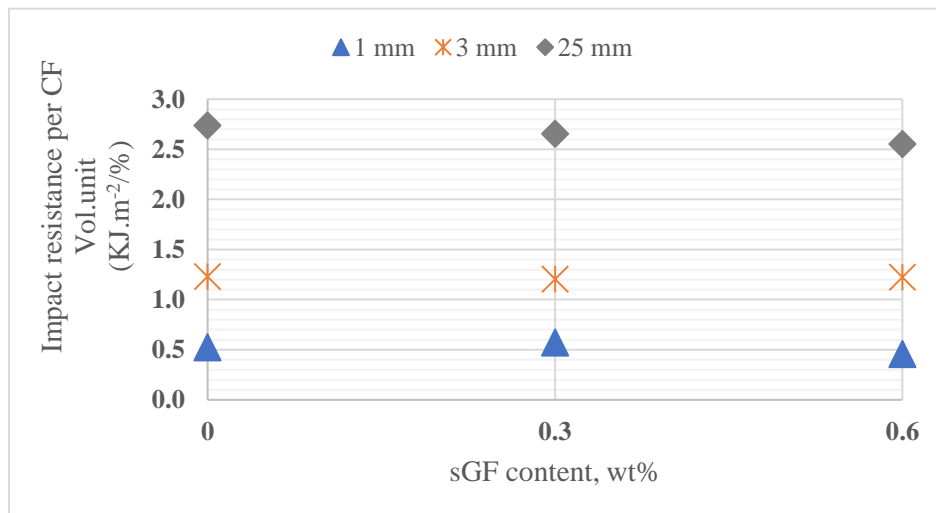 1 mm 3 mm 25 mm
Impact resistance per CF
Vol.unit
(KJ.m-2/%)
3.0
2.5
2.0
1.5
1.0
0.5
0.0
0 0.3 0.6
sGF content, wt%